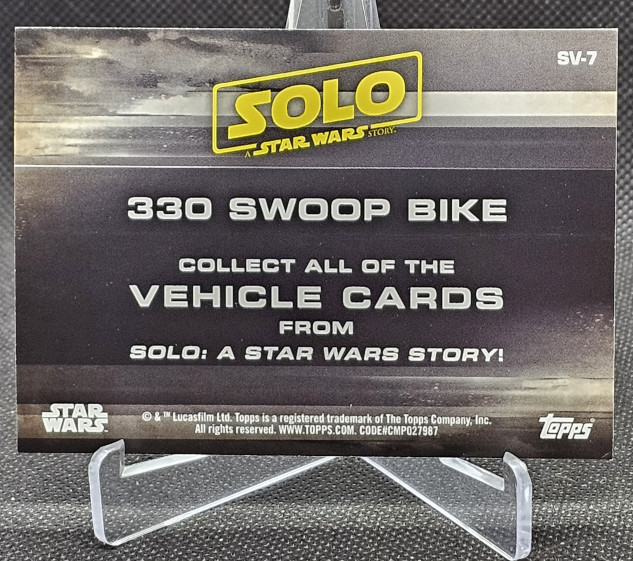 SV-7
SOLO
A STAR WARS STORY™
330 SWOOP BIKE
COLLECT ALL OF THE
VEHICLE CARDS
FROM
SOLO: A STAR WARS STORY!
STAR
WARS
© & ™ Lucasfilm Ltd. Topps is a registered trademark of The Topps Company, Inc.
All rights reserved. WWW.TOPPS.COM. CODE#CMP027987
Topps®